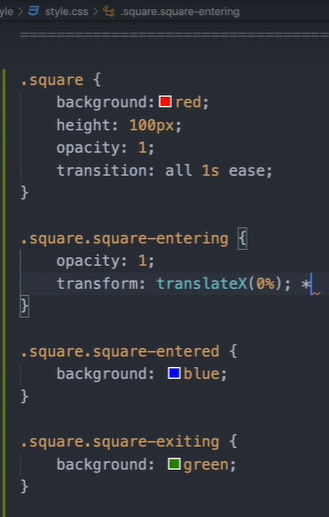 yle > style.css > .square.square-entering
================================
.square {
background: red;
height: 100px;
opacity: 1;
transition: all 1s ease;
}
.square.square-entering {
opacity: 1;
transform: translateX(0%); *
}
.square.square-entered {
background: blue;
}
.square.square-exiting {
background: green;
}